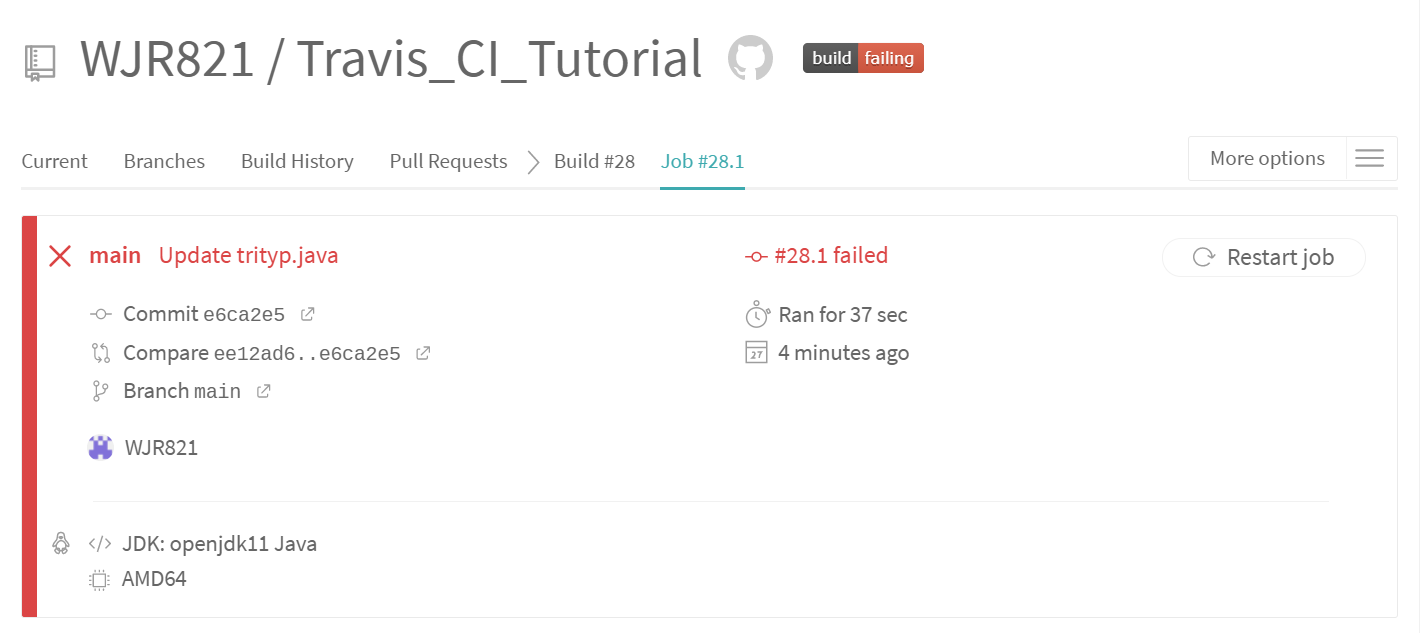 WJR821 / Travis_CI_Tutorial build failing
Current Branches Build History Pull Requests Build #28 Job #28.1 More options
main Update trityp.java #28.1 failed Restart job
Commit e6ca2e5 Ran for 37 sec
Compare ee12ad6..e6ca2e5 27 4 minutes ago
Branch main
WJR821
</> JDK: openjdk11 Java
AMD64